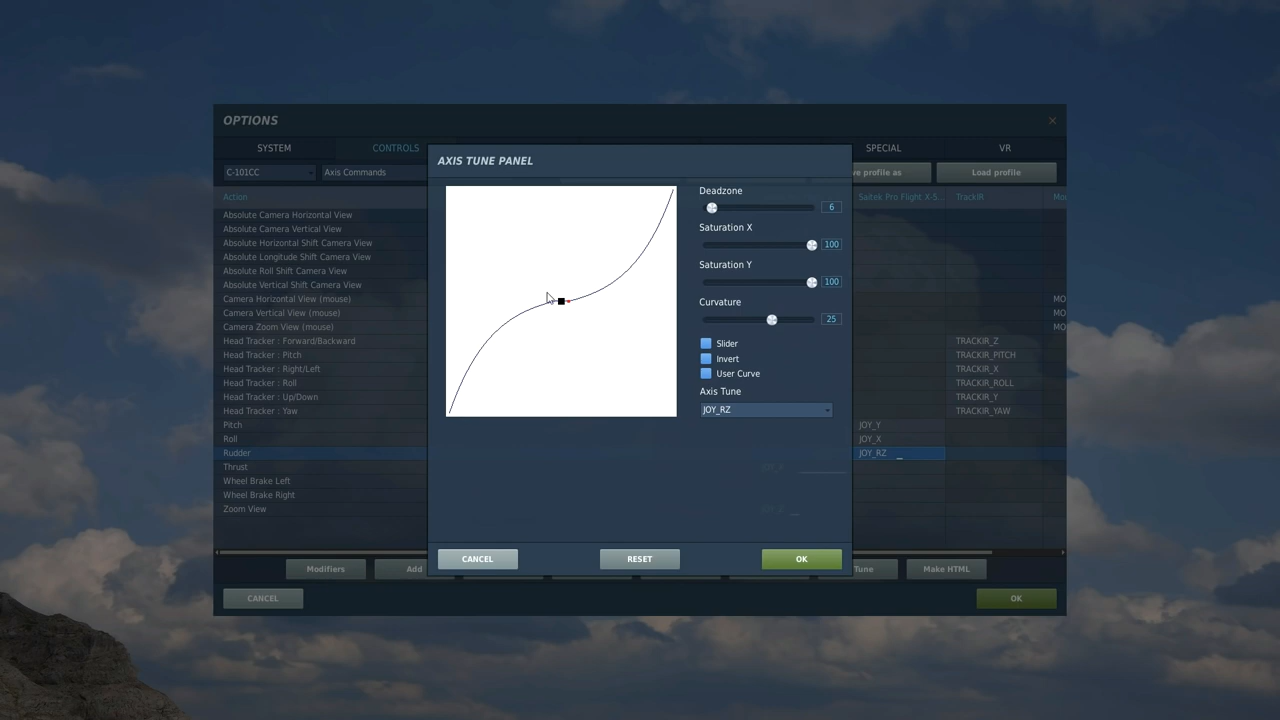 OPTIONS
SYSTEM CONTROLS SPECIAL VR
C-101CC Axis Commands ve profile as Load profile
AXIS TUNE PANEL
Action Saitek Pro Flight X-5... TrackIR Mou
Absolute Camera Horizontal View
Absolute Camera Vertical View
Absolute Horizontal Shift Camera View
Absolute Longitude Shift Camera View
Absolute Roll Shift Camera View
Absolute Vertical Shift Camera View
Camera Horizontal View (mouse) MO
Camera Vertical View (mouse) MO
Camera Zoom View (mouse) MO
Head Tracker : Forward/Backward TRACKIR_Z
Head Tracker : Pitch TRACKIR_PITCH
Head Tracker : Right/Left TRACKIR_X
Head Tracker : Roll TRACKIR_ROLL
Head Tracker : Up/Down TRACKIR_Y
Head Tracker : Yaw TRACKIR_YAW
Pitch JOY_Y
Roll JOY_X
Rudder JOY_RZ
Thrust
Wheel Brake Left
Wheel Brake Right
Zoom View
Deadzone
6
Saturation X
100
Saturation Y
100
Curvature
25
Slider
Invert
User Curve
Axis Tune
JOY_RZ
CANCEL RESET OK
Modifiers Add Tune Make HTML
CANCEL OK